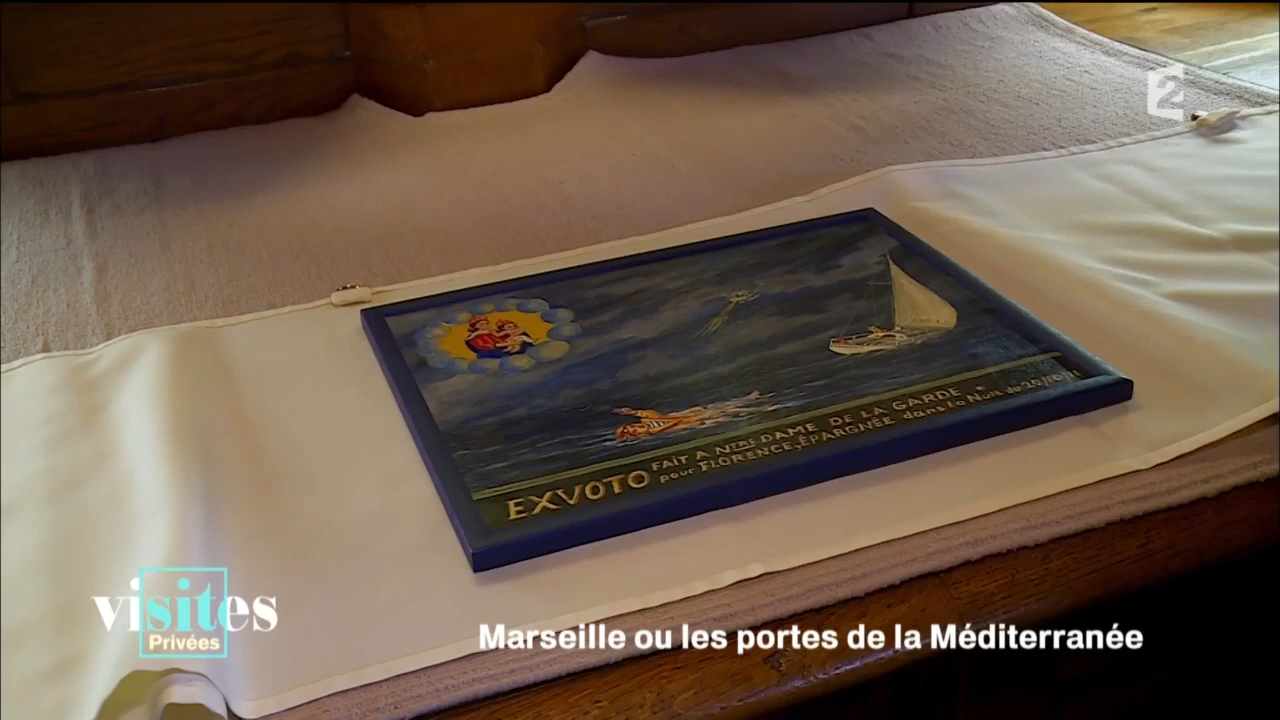 2
EXVOTO FAIT A NTRE DAME DE LA GARDE
pour FLORENCE, ÉPARGNÉE dans la Nuit du
visites
Privées
Marseille ou les portes de la Méditerranée